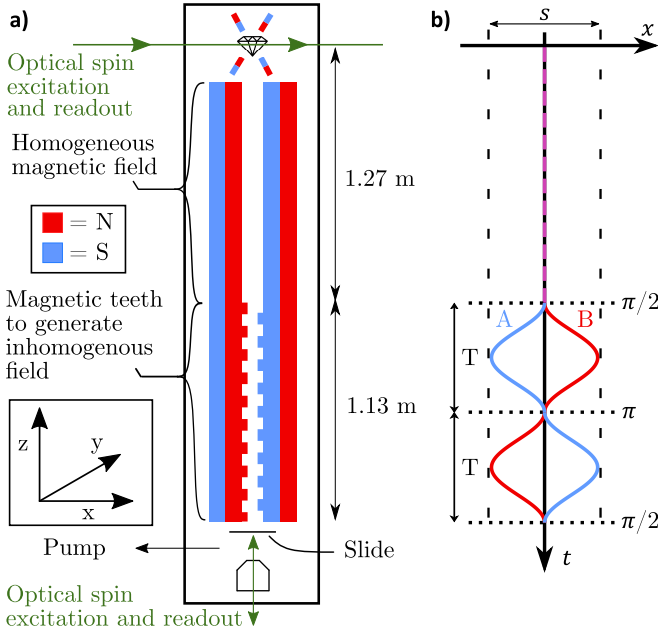 a)
Optical spin
excitation
and readout
Homogeneous
magnetic field
= N
= S
Magnetic teeth
to generate
inhomogenous
field
z
y
x
Pump
Optical spin
excitation and readout
1.27 m
1.13 m
Slide
b)
s
x
π/2
A
B
T
π
T
π/2
t